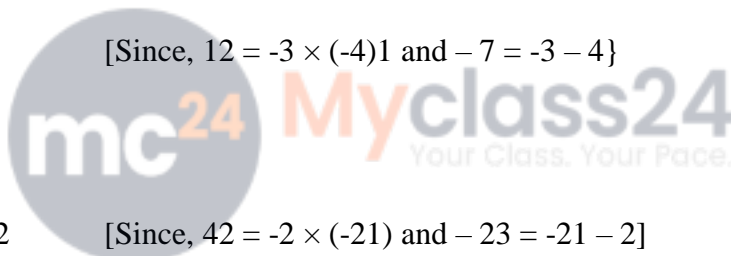 [Since, 12 = -3 × (-4)1 and – 7 = -3 – 4}
mc24 Myclass24
Your Class. Your Pace.
2 [Since, 42 = -2 × (-21) and – 23 = -21 – 2]